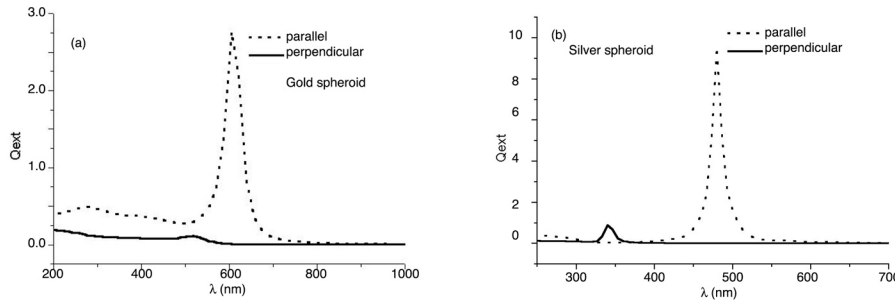 (a)
parallel
perpendicular
Gold spheroid
Qext
3.0
2.0
1.0
0.0
200
400
600
800
1000
λ (nm)
(b)
Silver spheroid
parallel
perpendicular
Qext
10
8
6
4
2
0
300
400
500
600
700
λ (nm)